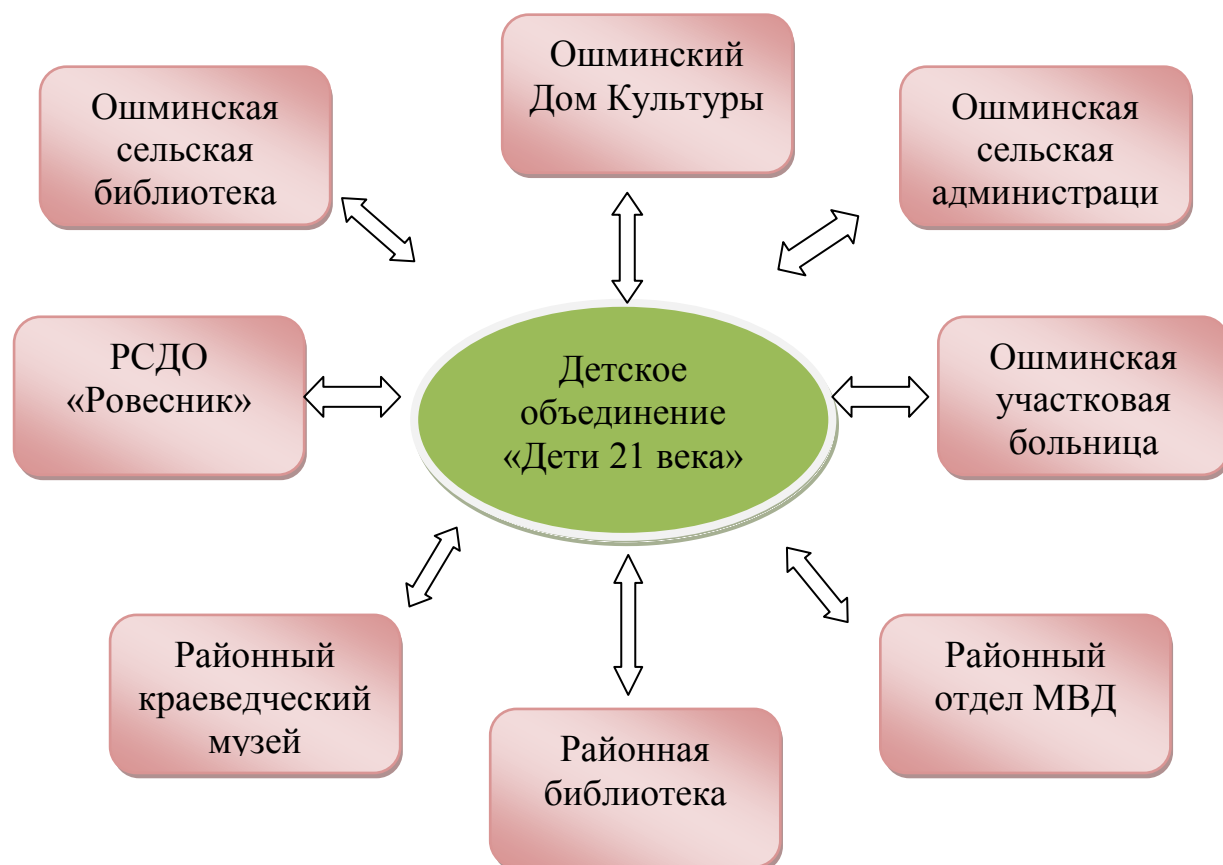 Ошминский
Дом Культуры
Ошминская
сельская
библиотека
Ошминская
сельская
администраци
РСДО
«Ровесник»
Детское
объединение
«Дети 21 века»
Ошминская
участковая
больница
Районный
краеведческий
музей
Районная
библиотека
Районный
отдел МВД